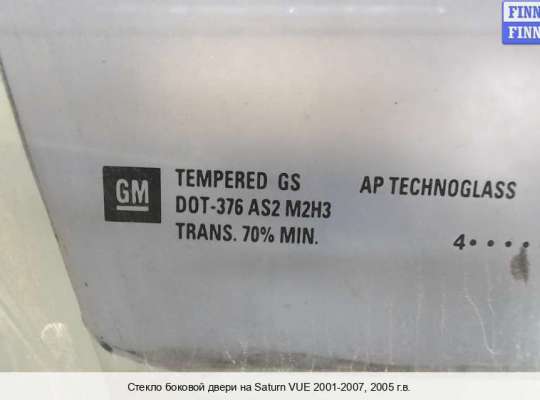 FINN
FINN
GM
TEMPERED GS
AP TECHNOGLASS
DOT-376 AS2 M2H3
TRANS. 70% MIN.
4••••
Стекло боковой двери на Saturn VUE 2001-2007, 2005 г.в.